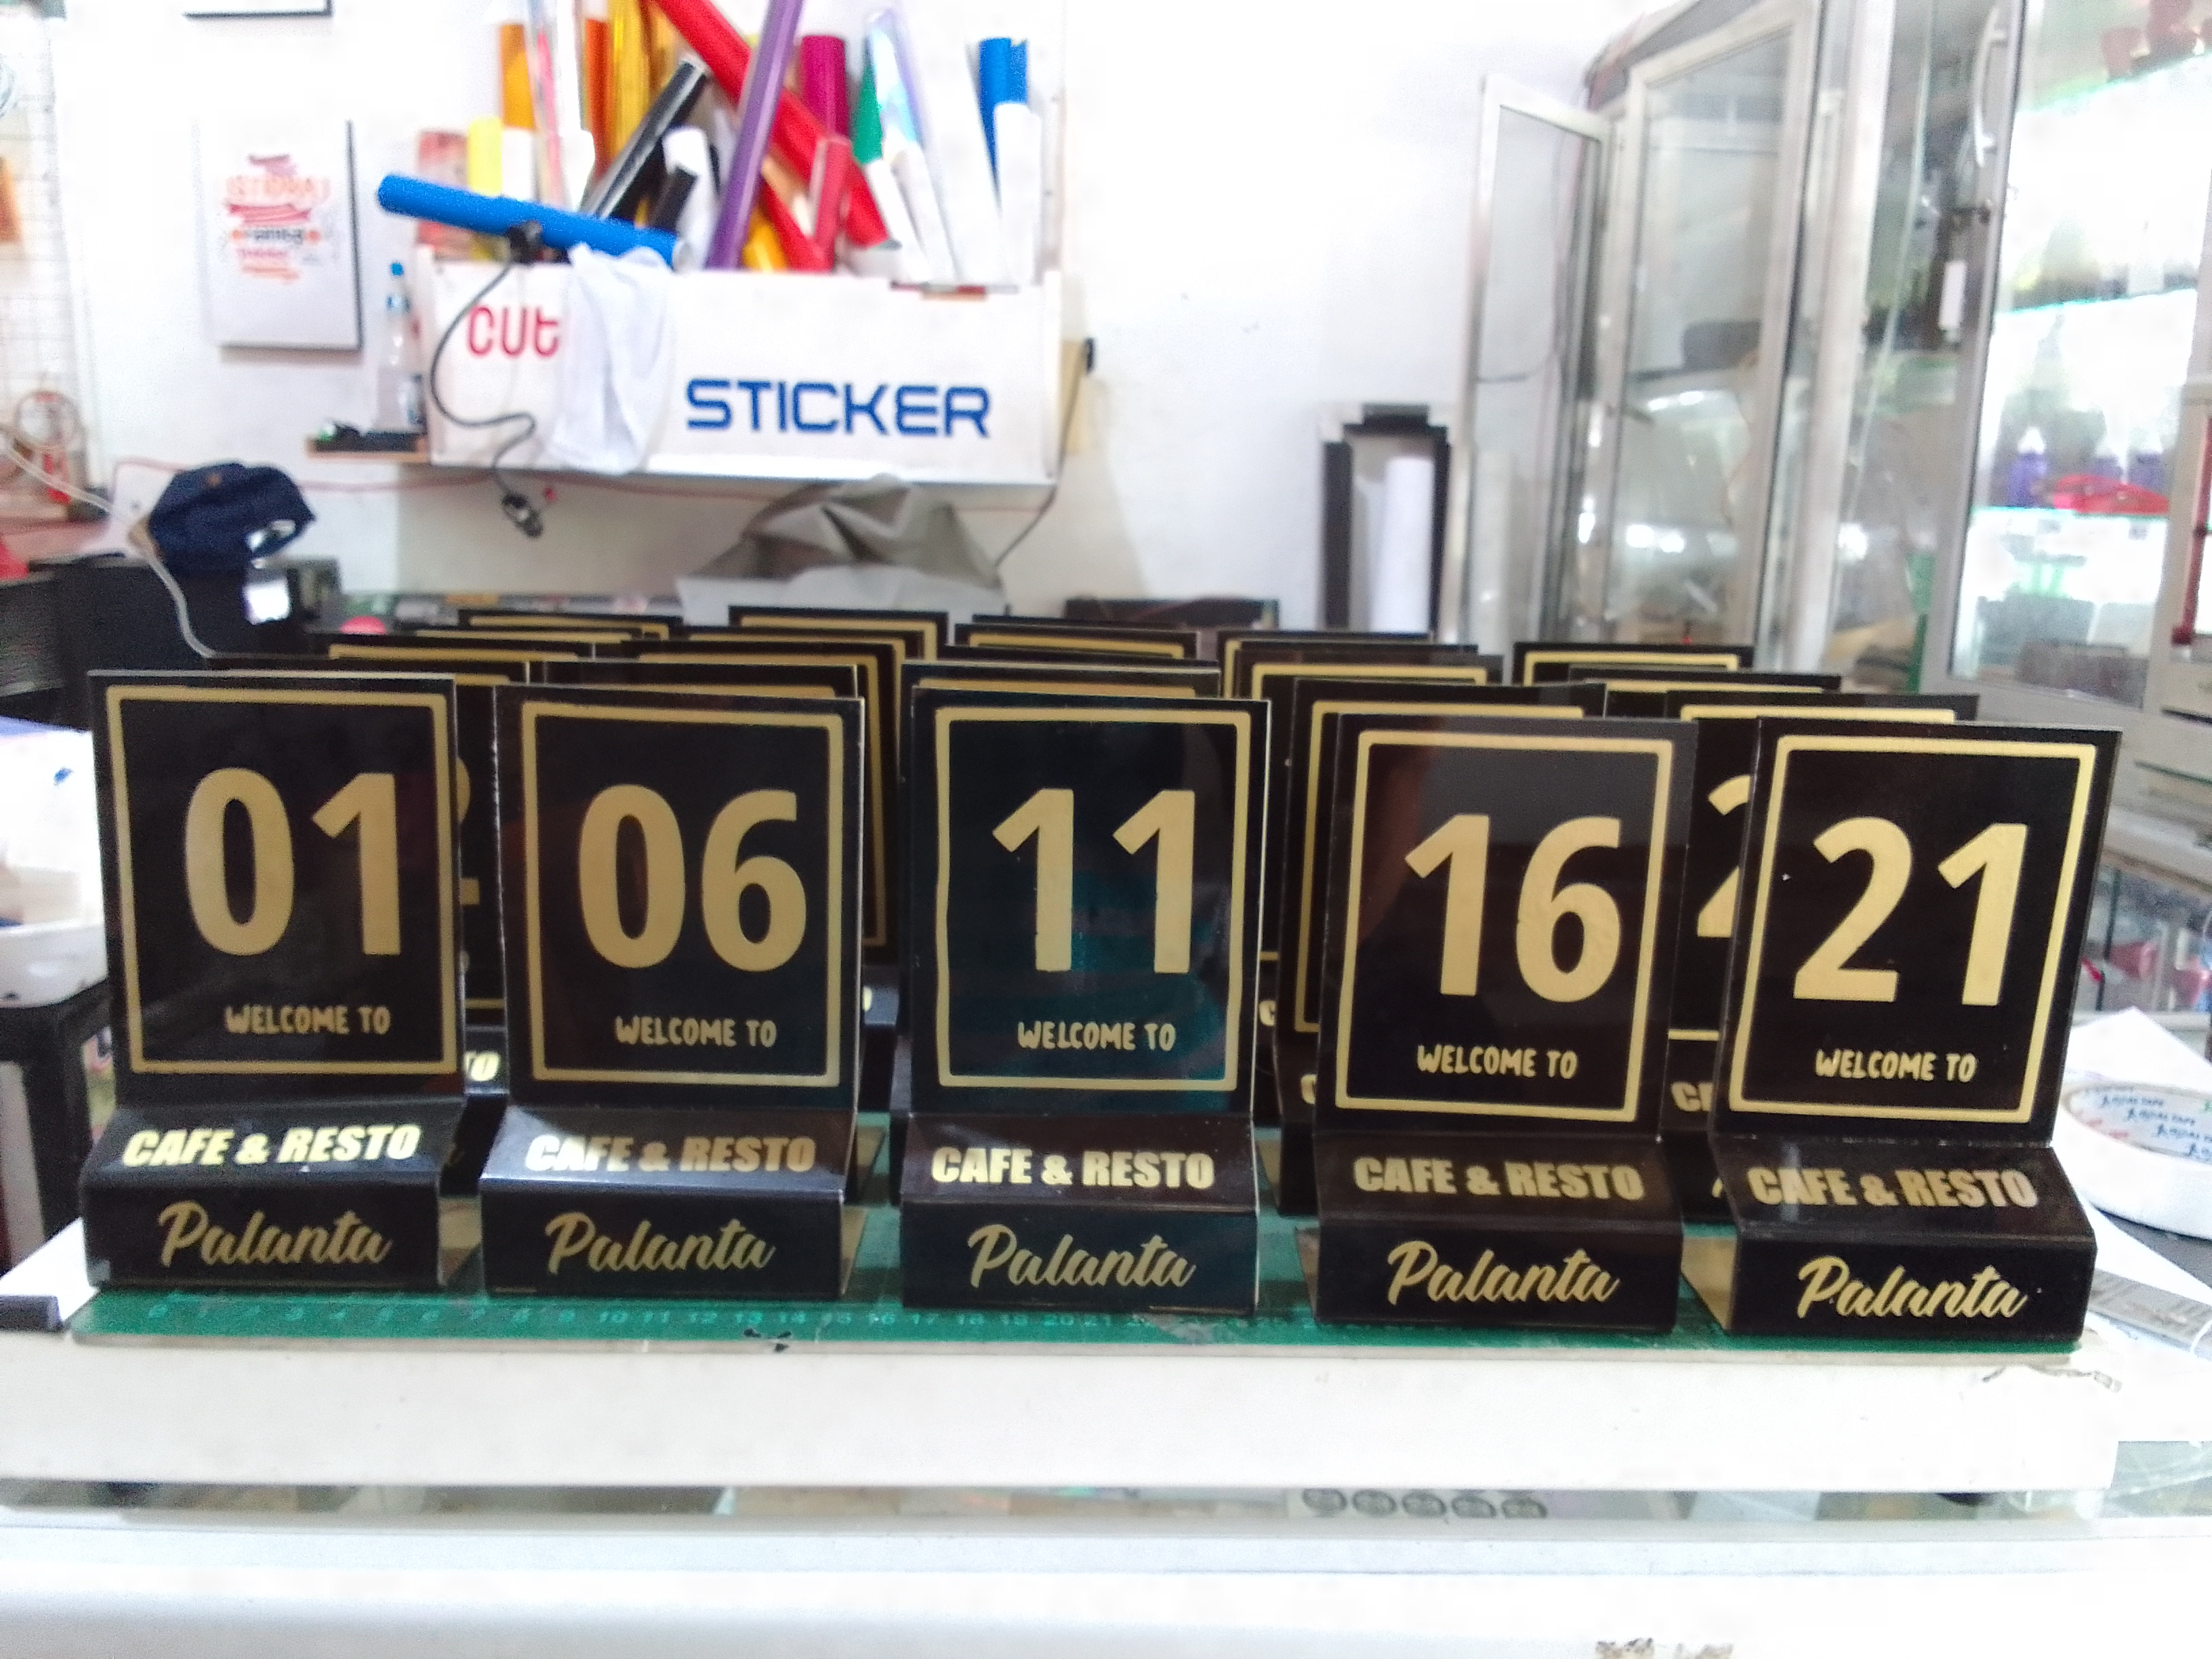 CUt
STICKER
01
WELCOME TO
CAFE & RESTO
Palanta
06
WELCOME TO
CAFE & RESTO
Palanta
11
WELCOME TO
CAFE & RESTO
Palanta
16
WELCOME TO
CAFE & RESTO
Palanta
21
WELCOME TO
CAFE & RESTO
Palanta